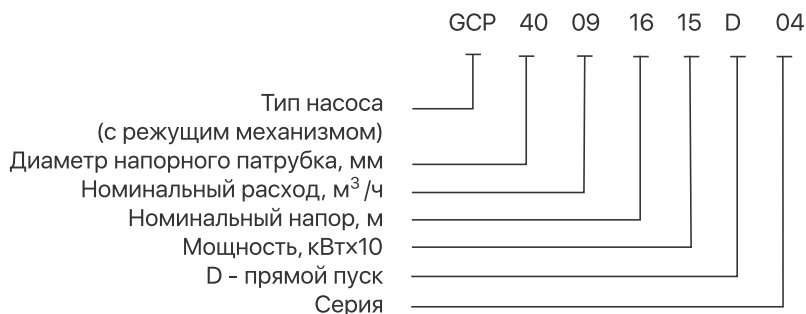 GCP 40 09 16 15 D 04
Тип насоса
(с режущим механизмом)
Диаметр напорного патрубка, мм
Номинальный расход, м³/ч
Номинальный напор, м
Мощность, кВтх10
D - прямой пуск
Серия